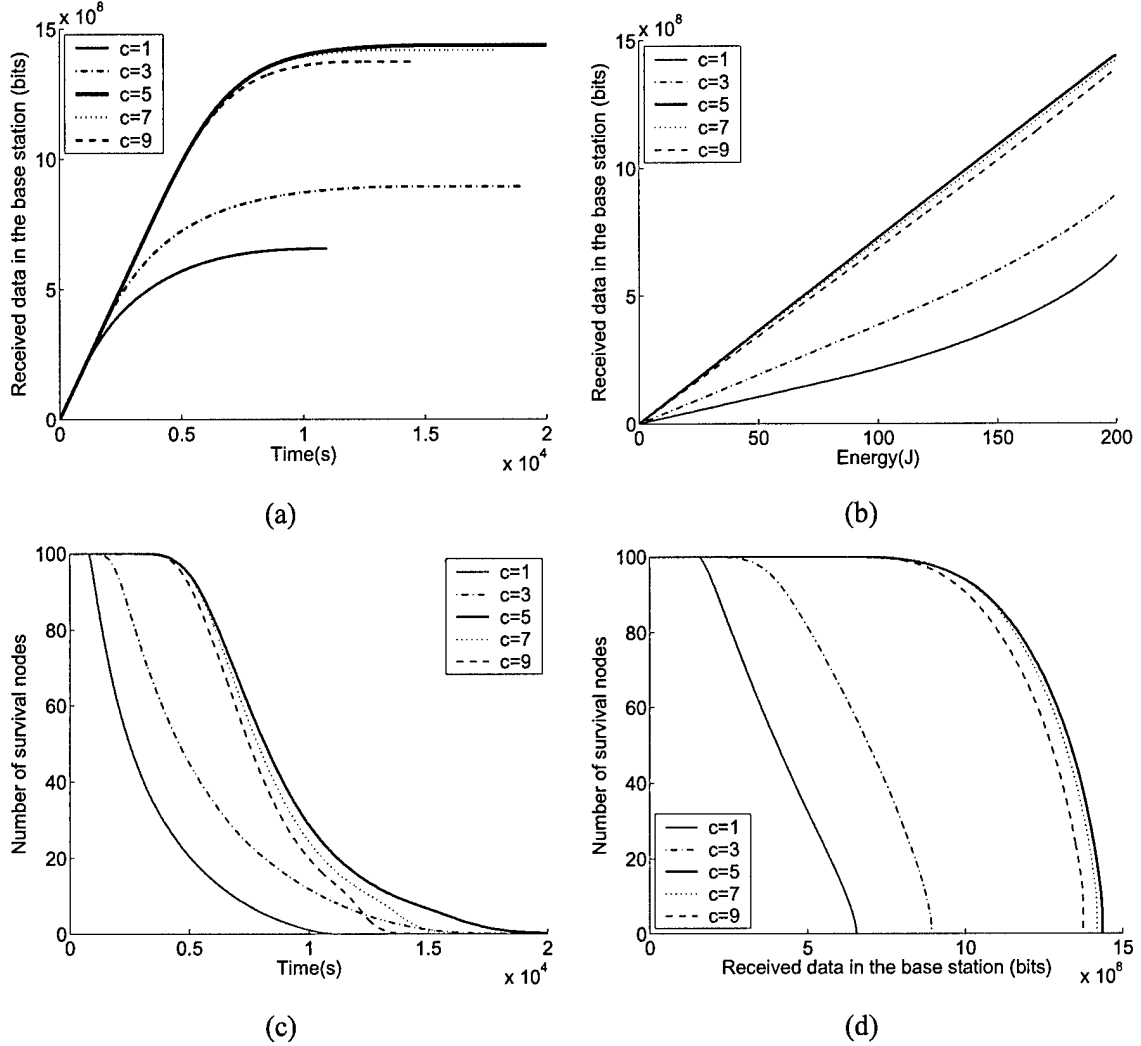 x 10^8
15
10
5
0
Received data in the base station (bits)
c=1
c=3
c=5
c=7
c=9
0
0.5
1
1.5
2
Time(s)
x 10^4
(a)
x 10^8
15
10
5
0
Received data in the base station (bits)
c=1
c=3
c=5
c=7
c=9
0
50
100
150
200
Energy(J)
(b)
100
80
60
40
20
0
Number of survival nodes
c=1
c=3
c=5
c=7
c=9
0
0.5
1
1.5
2
Time(s)
x 10^4
(c)
100
80
60
40
20
0
Number of survival nodes
c=1
c=3
c=5
c=7
c=9
0
5
10
15
Received data in the base station (bits)
x 10^8
(d)